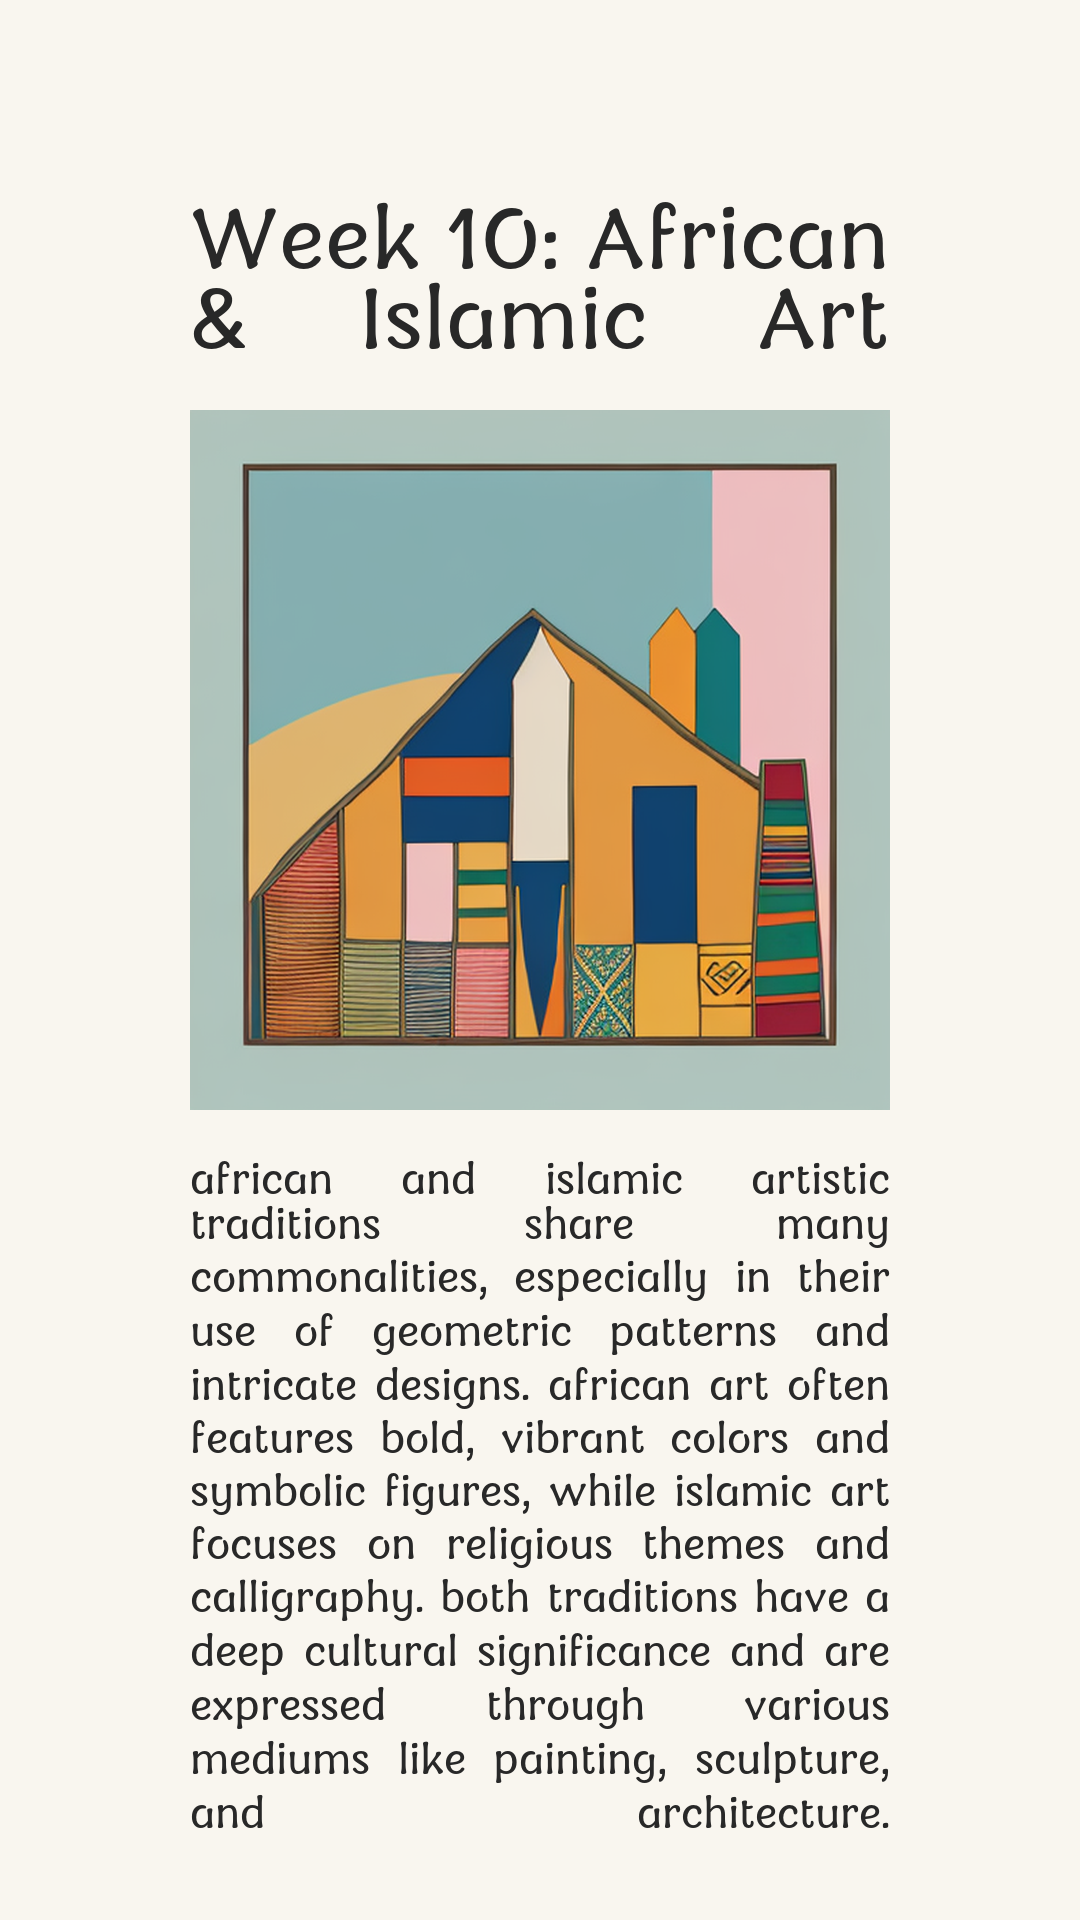 Week 10: African
& Islamic Art
african and islamic artistic
traditions share many
commonalities, especially in their
use of geometric patterns and
intricate designs. african art often
features bold, vibrant colors and
symbolic figures, while islamic art
focuses on religious themes and
calligraphy. both traditions have a
deep cultural significance and are
expressed through various
mediums like painting, sculpture,
and architecture.